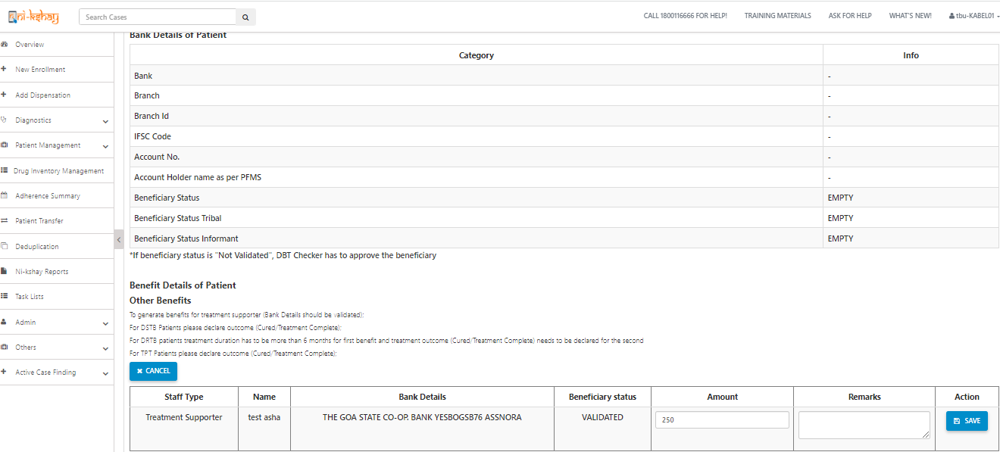 ni-kshay
Search Cases
CALL 1800116666 FOR HELP! TRAINING MATERIALS ASK FOR HELP WHAT'S NEW! tbu-KABEL01
Overview
New Enrollment
Add Dispensation
Diagnostics
Patient Management
Drug Inventory Management
Adherence Summary
Patient Transfer
Deduplication
Ni-kshay Reports
Task Lists
Admin
Others
Active Case Finding
Bank Details of Patient
Category Info
Bank -
Branch -
Branch Id -
IFSC Code -
Account No. -
Account Holder name as per PFMS -
Beneficiary Status EMPTY
Beneficiary Status Tribal EMPTY
Beneficiary Status Informant EMPTY
*If beneficiary status is "Not Validated", DBT Checker has to approve the beneficiary
Benefit Details of Patient
Other Benefits
To generate benefits for treatment supporter (Bank Details should be validated);
For DSTB Patients please declare outcome (Cured/Treatment Complete);
For DRTB patients treatment duration has to be more than 6 months for first benefit and treatment outcome (Cured/Treatment Complete) needs to be declared for the second
For TPT Patients please declare outcome (Cured/Treatment Complete);
CANCEL
Staff Type Name Bank Details Beneficiary status Amount Remarks Action
Treatment Supporter test asha THE GOA STATE CO-OP. BANK YESBOGSB76 ASSNORA VALIDATED 250 SAVE